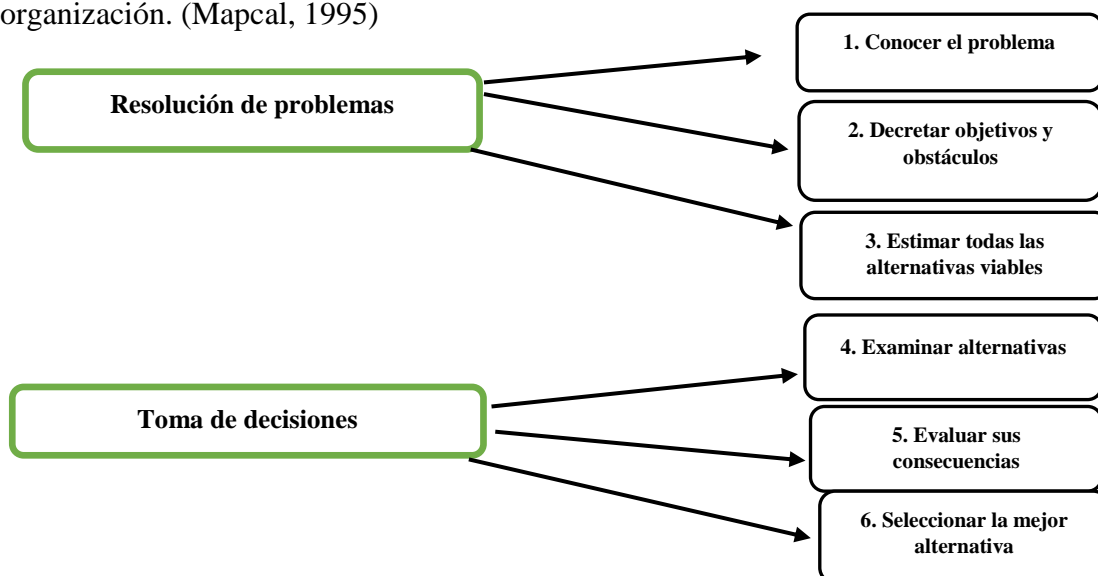 organización. (Mapcal, 1995)
Resolución de problemas
1. Conocer el problema
2. Decretar objetivos y
obstáculos
3. Estimar todas las
alternativas viables
Toma de decisiones
4. Examinar alternativas
5. Evaluar sus
consecuencias
6. Seleccionar la mejor
alternativa